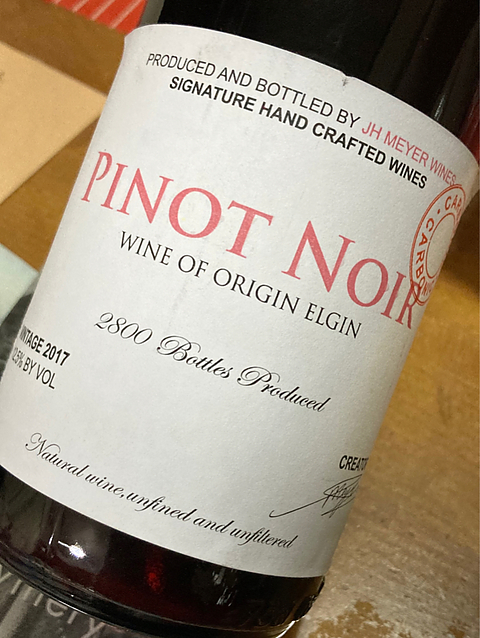 PRODUCED AND BOTTLED BY JH MEYER WINES
SIGNATURE HAND CRAFTED WINES
PINOT NOIR
WINE OF ORIGIN ELGIN
2800 Bottles Produced
VINTAGE 2017
% BY VOL
CREATOR
Natural wine, unfined and unfiltered